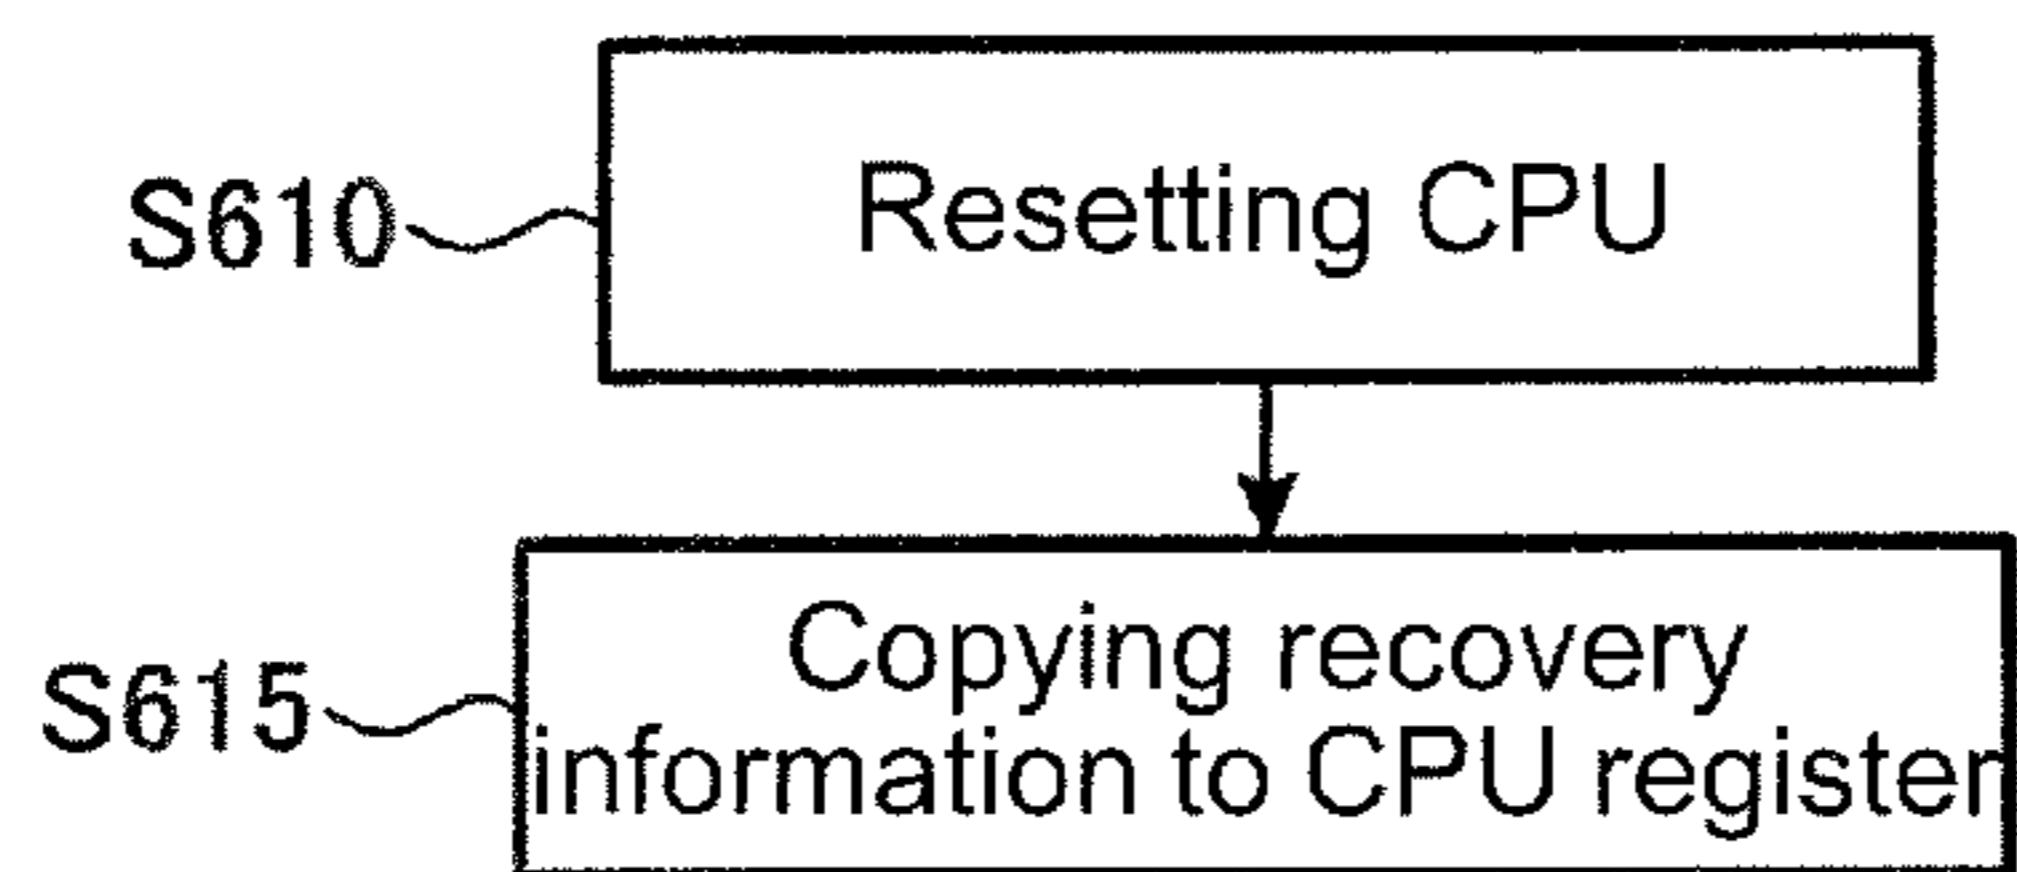 S610
Resetting CPU
S615
Copying recovery
information to CPU register